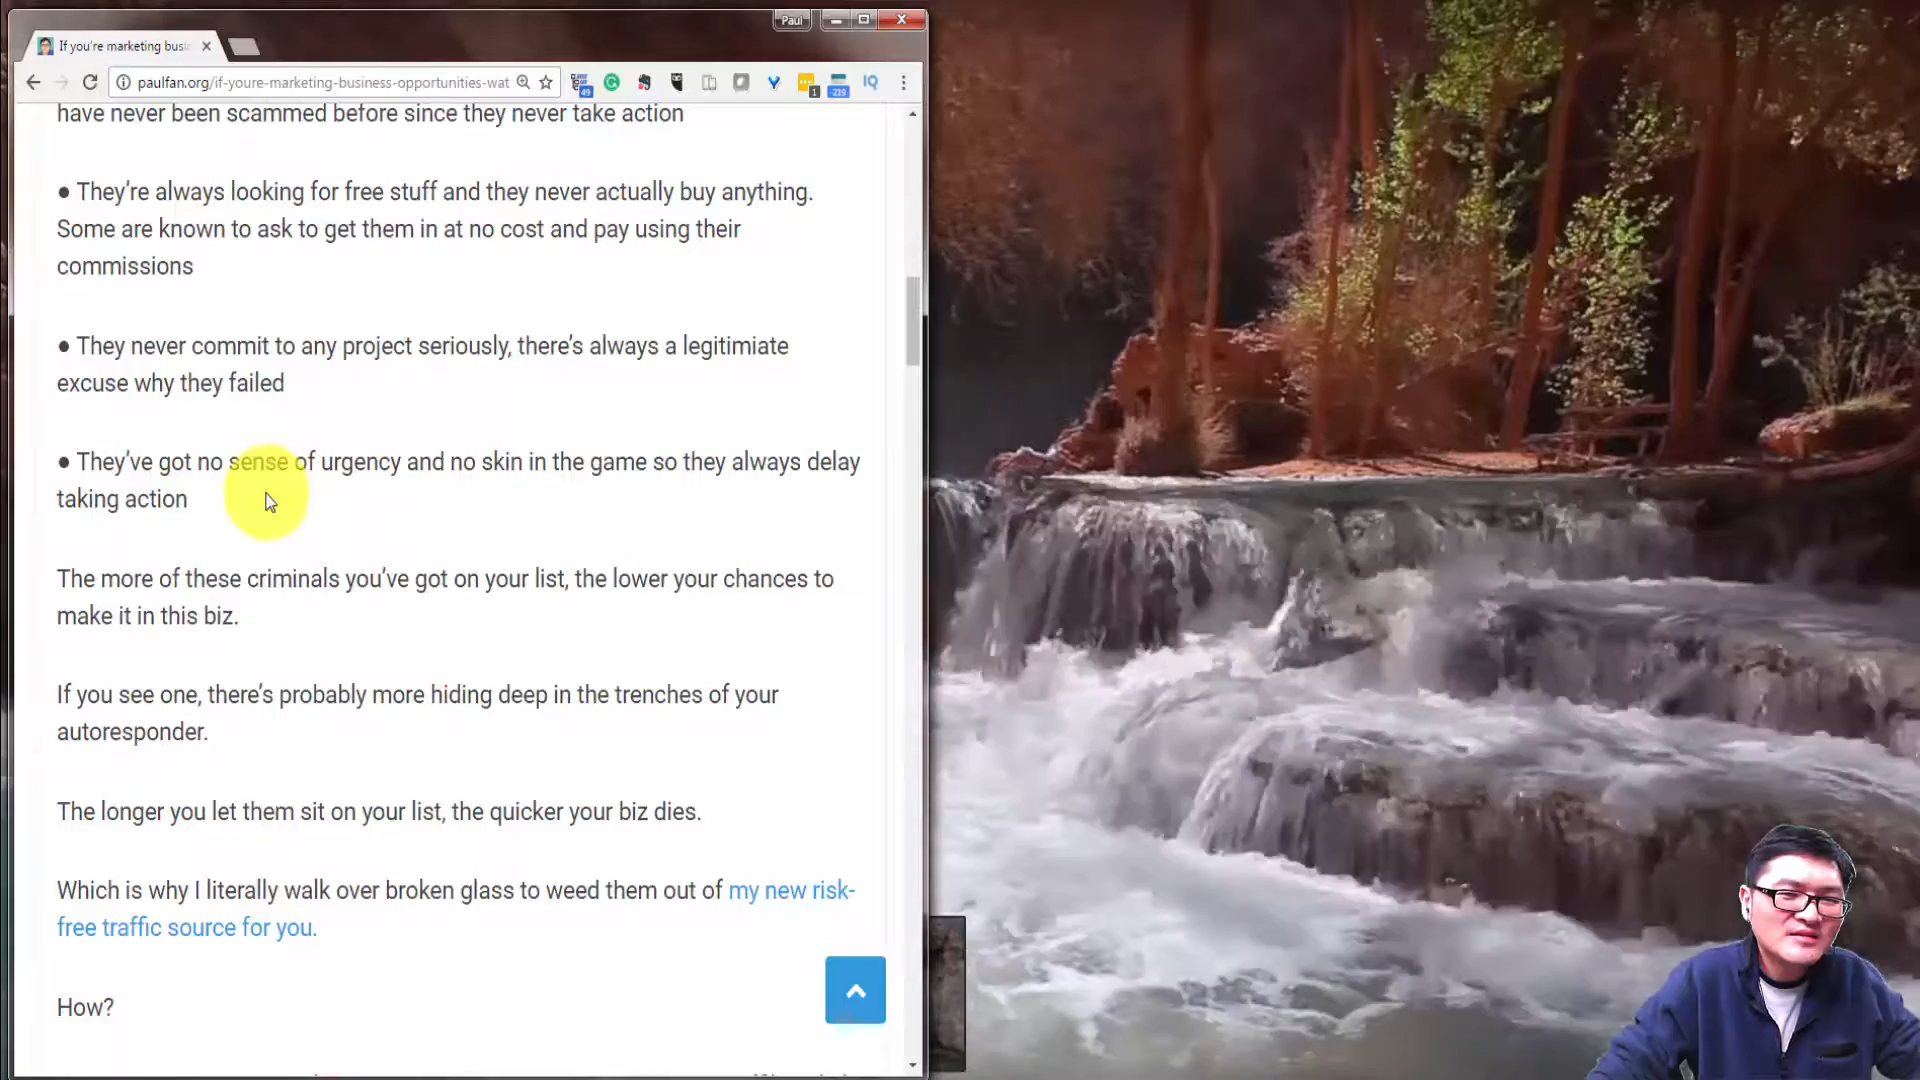 Paul
If you're marketing busi
paulfan.org/if-youre-marketing-business-opportunities-wat
49
1
-219
IQ
have never been scammed before since they never take action
● They're always looking for free stuff and they never actually buy anything.
Some are known to ask to get them in at no cost and pay using their
commissions
● They never commit to any project seriously, there's always a legitimiate
excuse why they failed
● They've got no sense of urgency and no skin in the game so they always delay
taking action
The more of these criminals you've got on your list, the lower your chances to
make it in this biz.
If you see one, there's probably more hiding deep in the trenches of your
autoresponder.
The longer you let them sit on your list, the quicker your biz dies.
Which is why I literally walk over broken glass to weed them out of my new risk-
free traffic source for you.
How?